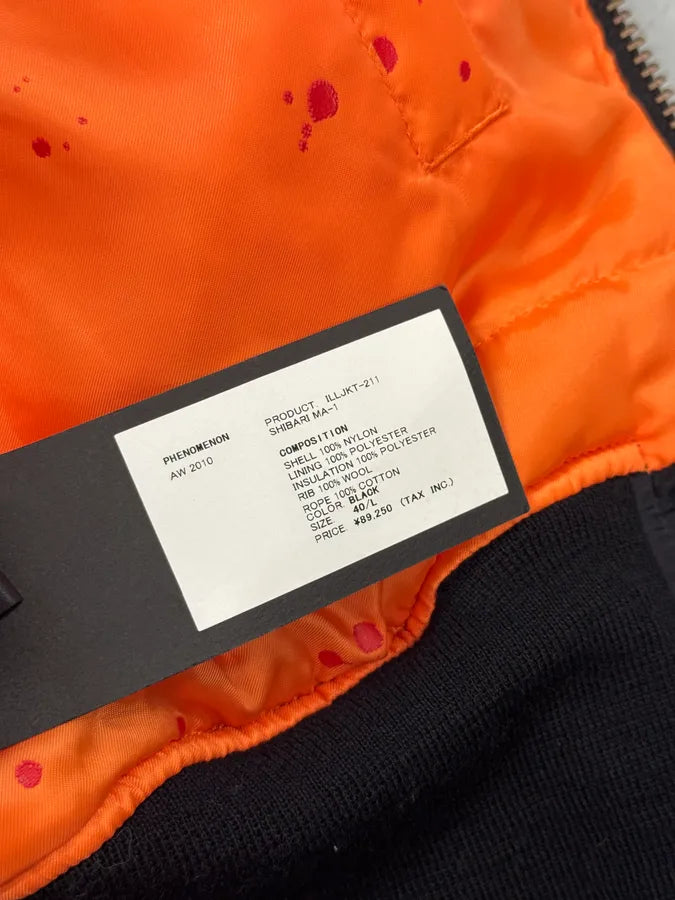 PHENOMENON
AW 2010
PRODUCT. ILLJKT-211
SHIBARI MA-1
COMPOSITION
SHELL 100% NYLON
LINING 100% POLYESTER
INSULATION 100% POLYESTER
RIB 100% WOOL
ROPE 100% COTTON
COLOR. BLACK
SIZE. 40/L
PRICE. ¥89,250 (TAX INC.)